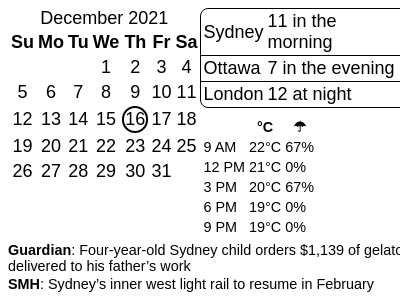 December 2021
Su Mo Tu We Th Fr Sa
1 2 3 4
5 6 7 8 9 10 11
12 13 14 15 16 17 18
19 20 21 22 23 24 25
26 27 28 29 30 31
Sydney 11 in the
morning
Ottawa 7 in the evening
London 12 at night
°C ☂
9 AM 22°C 67%
12 PM 21°C 0%
3 PM 20°C 67%
6 PM 19°C 0%
9 PM 19°C 0%
Guardian: Four-year-old Sydney child orders $1,139 of gelato
delivered to his father’s work
SMH: Sydney’s inner west light rail to resume in February